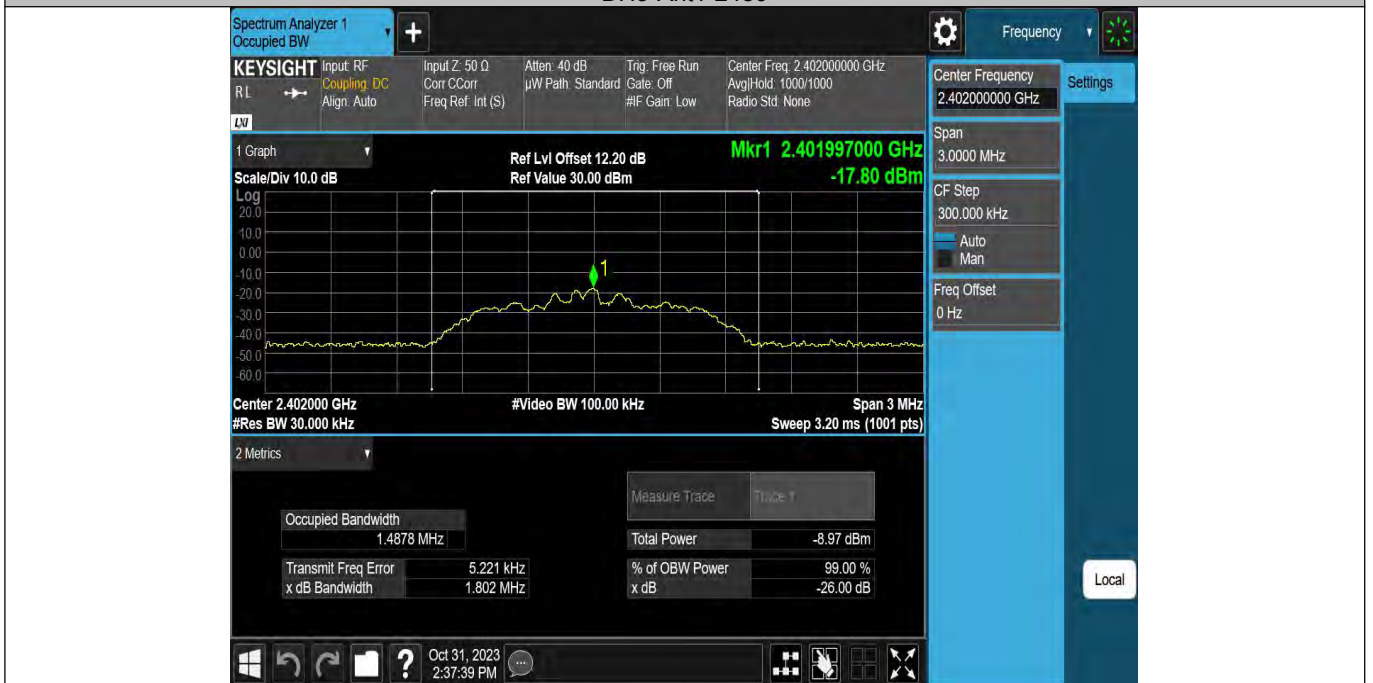 Spectrum Analyzer 1
Occupied BW
+
Frequency
KEYSIGHT Input: RF Input Z: 50 Ω Atten: 40 dB Trig: Free Run Center Freq: 2.402000000 GHz
RL Coupling: DC Corr CCorr µW Path: Standard Gate: Off Avg|Hold: 1000/1000
Align: Auto Freq Ref: Int (S) #IF Gain: Low Radio Std: None
LXI
Center Frequency
2.402000000 GHz
Settings
Span
3.0000 MHz
CF Step
300.000 kHz
Auto
Man
Freq Offset
0 Hz
Local
1 Graph Ref Lvl Offset 12.20 dB Mkr1 2.401997000 GHz
Scale/Div 10.0 dB Ref Value 30.00 dBm -17.80 dBm
Log
20.0
10.0
0.00
-10.0
-20.0
-30.0
-40.0
-50.0
-60.0
1
Center 2.402000 GHz #Video BW 100.00 kHz Span 3 MHz
#Res BW 30.000 kHz Sweep 3.20 ms (1001 pts)
2 Metrics
Measure Trace Trace 1
Occupied Bandwidth
1.4878 MHz
Total Power -8.97 dBm
Transmit Freq Error 5.221 kHz % of OBW Power 99.00 %
x dB Bandwidth 1.802 MHz x dB -26.00 dB
? Oct 31, 2023
2:37:39 PM